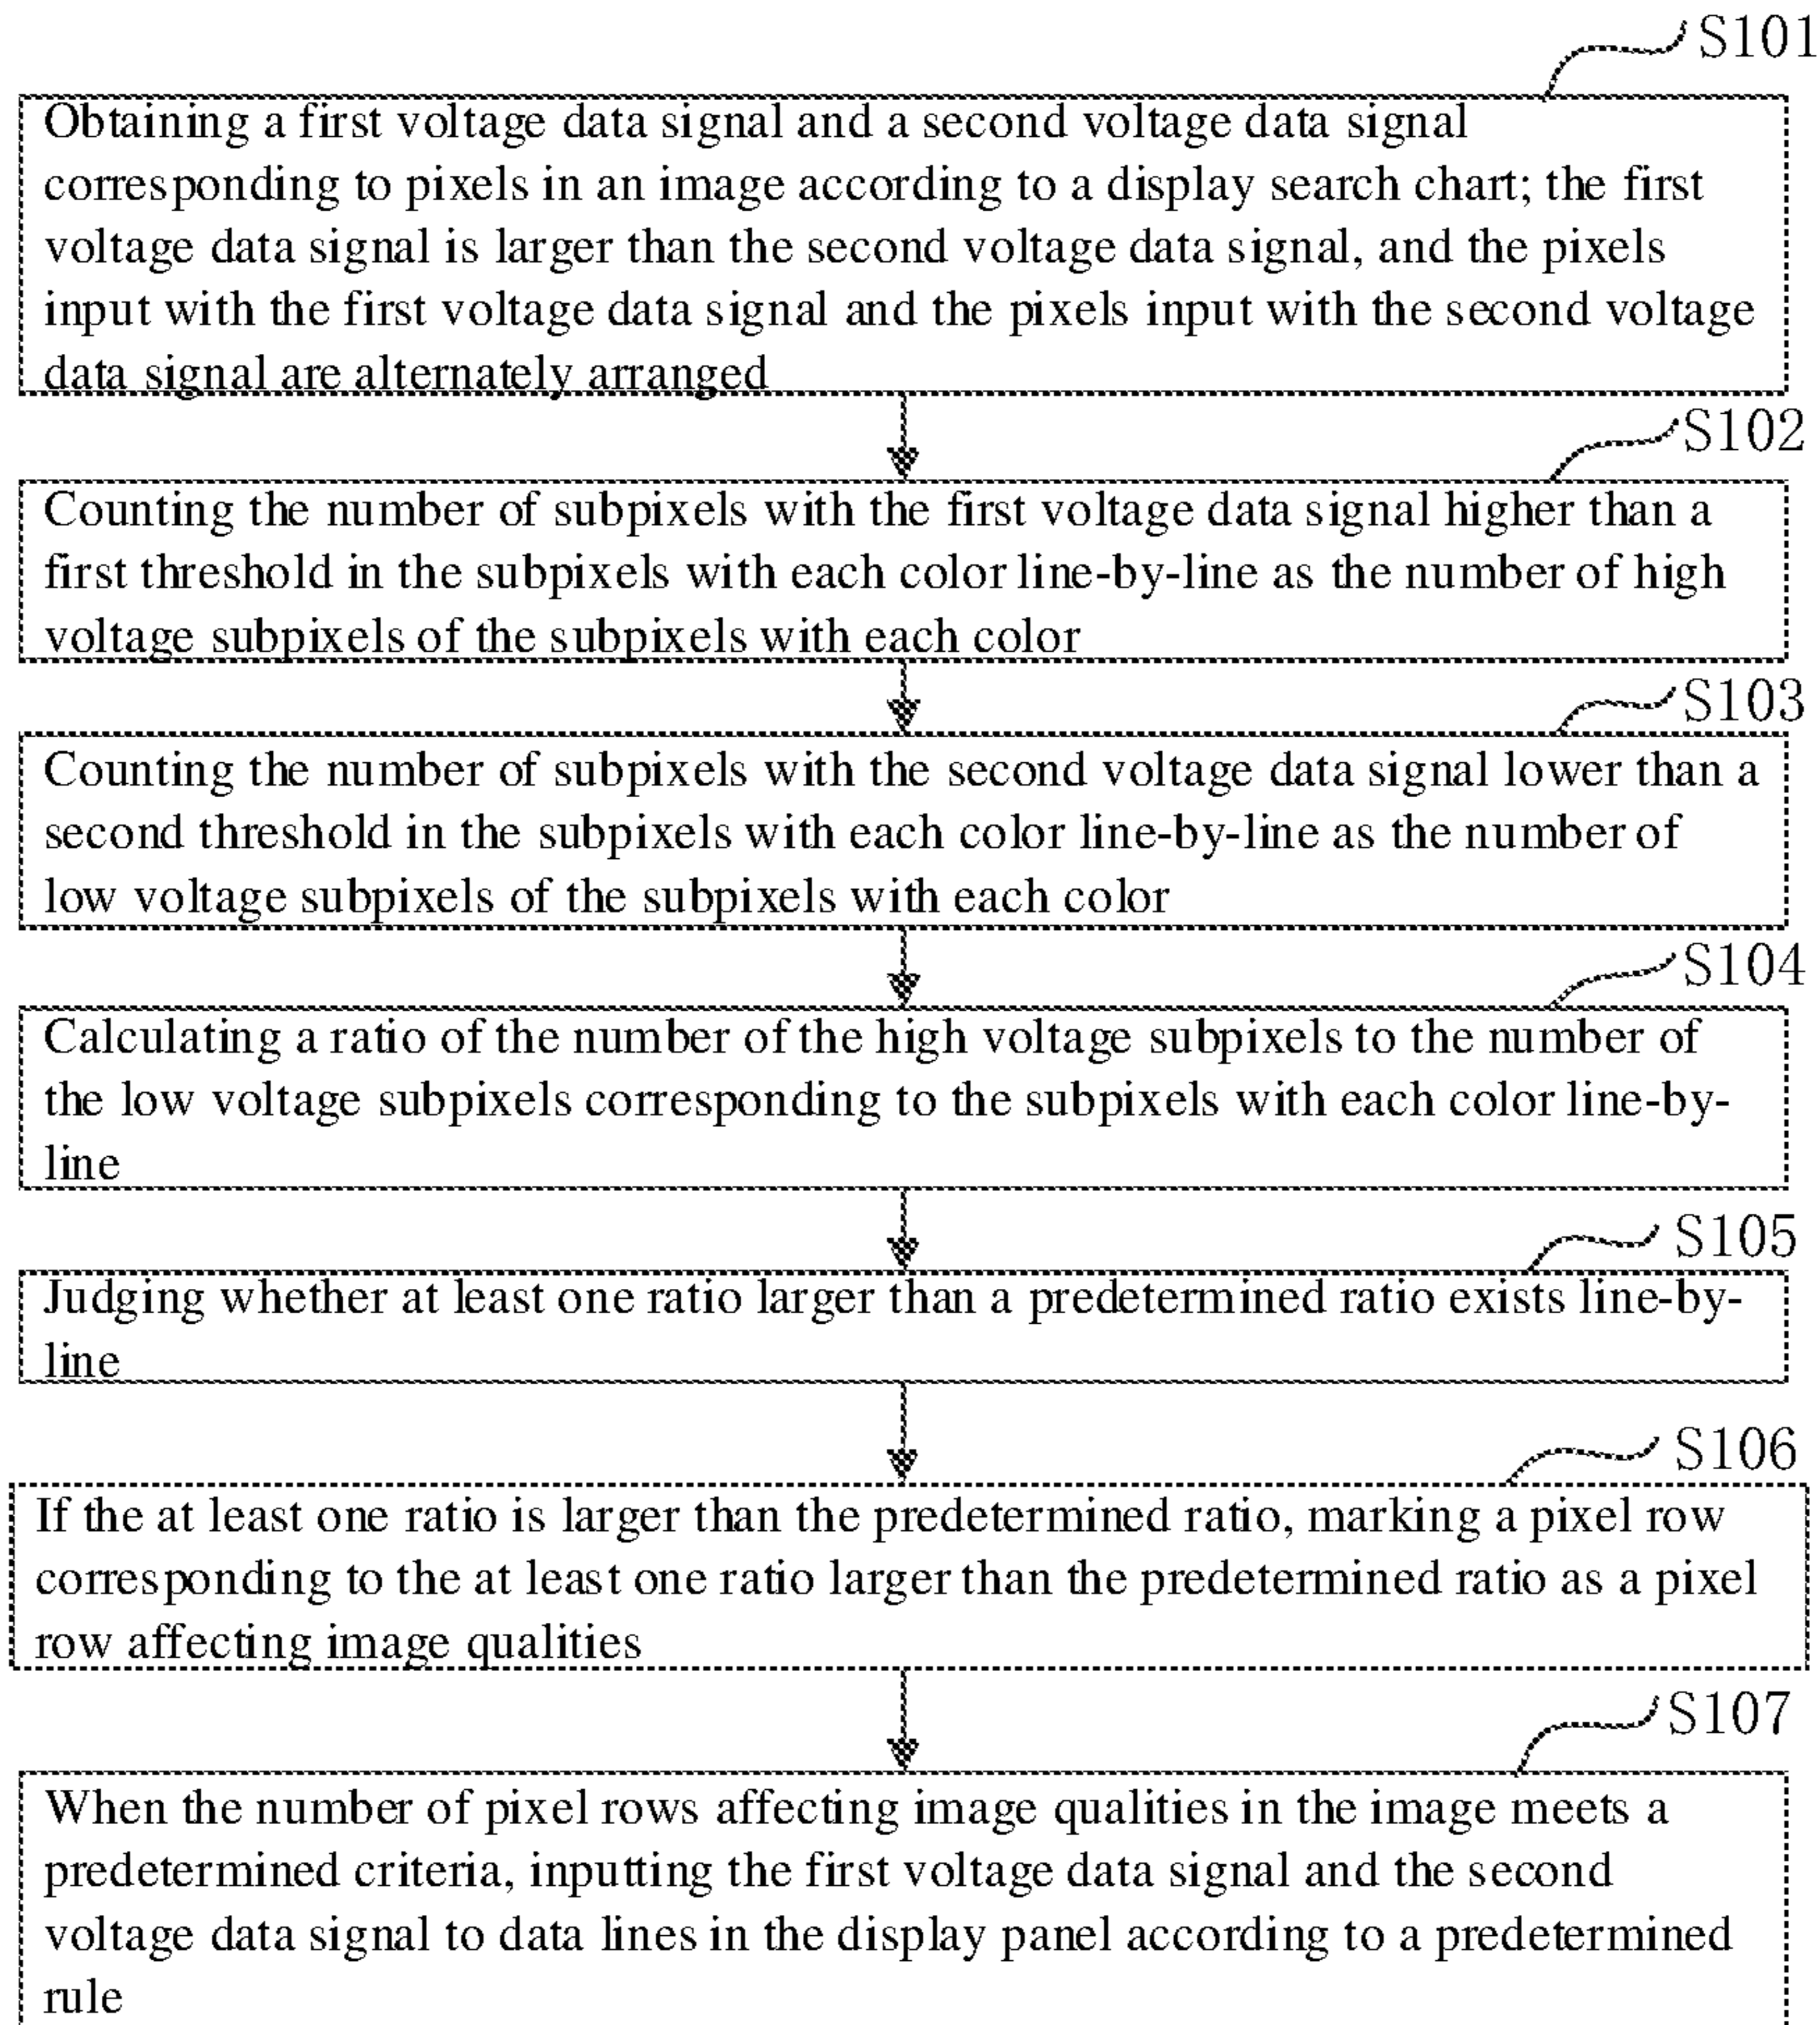 S101
Obtaining a first voltage data signal and a second voltage data signal
corresponding to pixels in an image according to a display search chart; the first
voltage data signal is larger than the second voltage data signal, and the pixels
input with the first voltage data signal and the pixels input with the second voltage
data signal are alternately arranged
S102
Counting the number of subpixels with the first voltage data signal higher than a
first threshold in the subpixels with each color line-by-line as the number of high
voltage subpixels of the subpixels with each color
S103
Counting the number of subpixels with the second voltage data signal lower than a
second threshold in the subpixels with each color line-by-line as the number of
low voltage subpixels of the subpixels with each color
S104
Calculating a ratio of the number of the high voltage subpixels to the number of
the low voltage subpixels corresponding to the subpixels with each color line-by-
line
S105
Judging whether at least one ratio larger than a predetermined ratio exists line-by-
line
S106
If the at least one ratio is larger than the predetermined ratio, marking a pixel row
corresponding to the at least one ratio larger than the predetermined ratio as a pixel
row affecting image qualities
S107
When the number of pixel rows affecting image qualities in the image meets a
predetermined criteria, inputting the first voltage data signal and the second
voltage data signal to data lines in the display panel according to a predetermined
rule